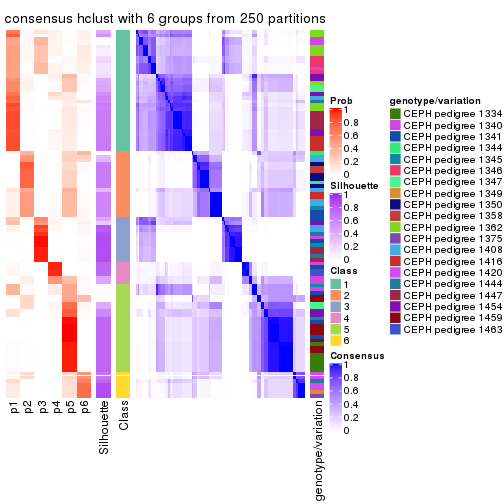 consensus hclust with 6 groups from 250 partitions
Prob
1
0.8
0.6
0.4
0.2
0
Silhouette
1
0.8
0.6
0.4
0.2
0
Class
1
2
3
4
5
6
Consensus
1
0.8
0.6
0.4
0.2
0
genotype/variation
CEPH pedigree 1334
CEPH pedigree 1340
CEPH pedigree 1341
CEPH pedigree 1344
CEPH pedigree 1345
CEPH pedigree 1346
CEPH pedigree 1347
CEPH pedigree 1349
CEPH pedigree 1350
CEPH pedigree 1358
CEPH pedigree 1362
CEPH pedigree 1375
CEPH pedigree 1408
CEPH pedigree 1416
CEPH pedigree 1420
CEPH pedigree 1444
CEPH pedigree 1447
CEPH pedigree 1454
CEPH pedigree 1459
CEPH pedigree 1463
p1
p2
p3
p4
p5
p6
Silhouette
Class
genotype/variation